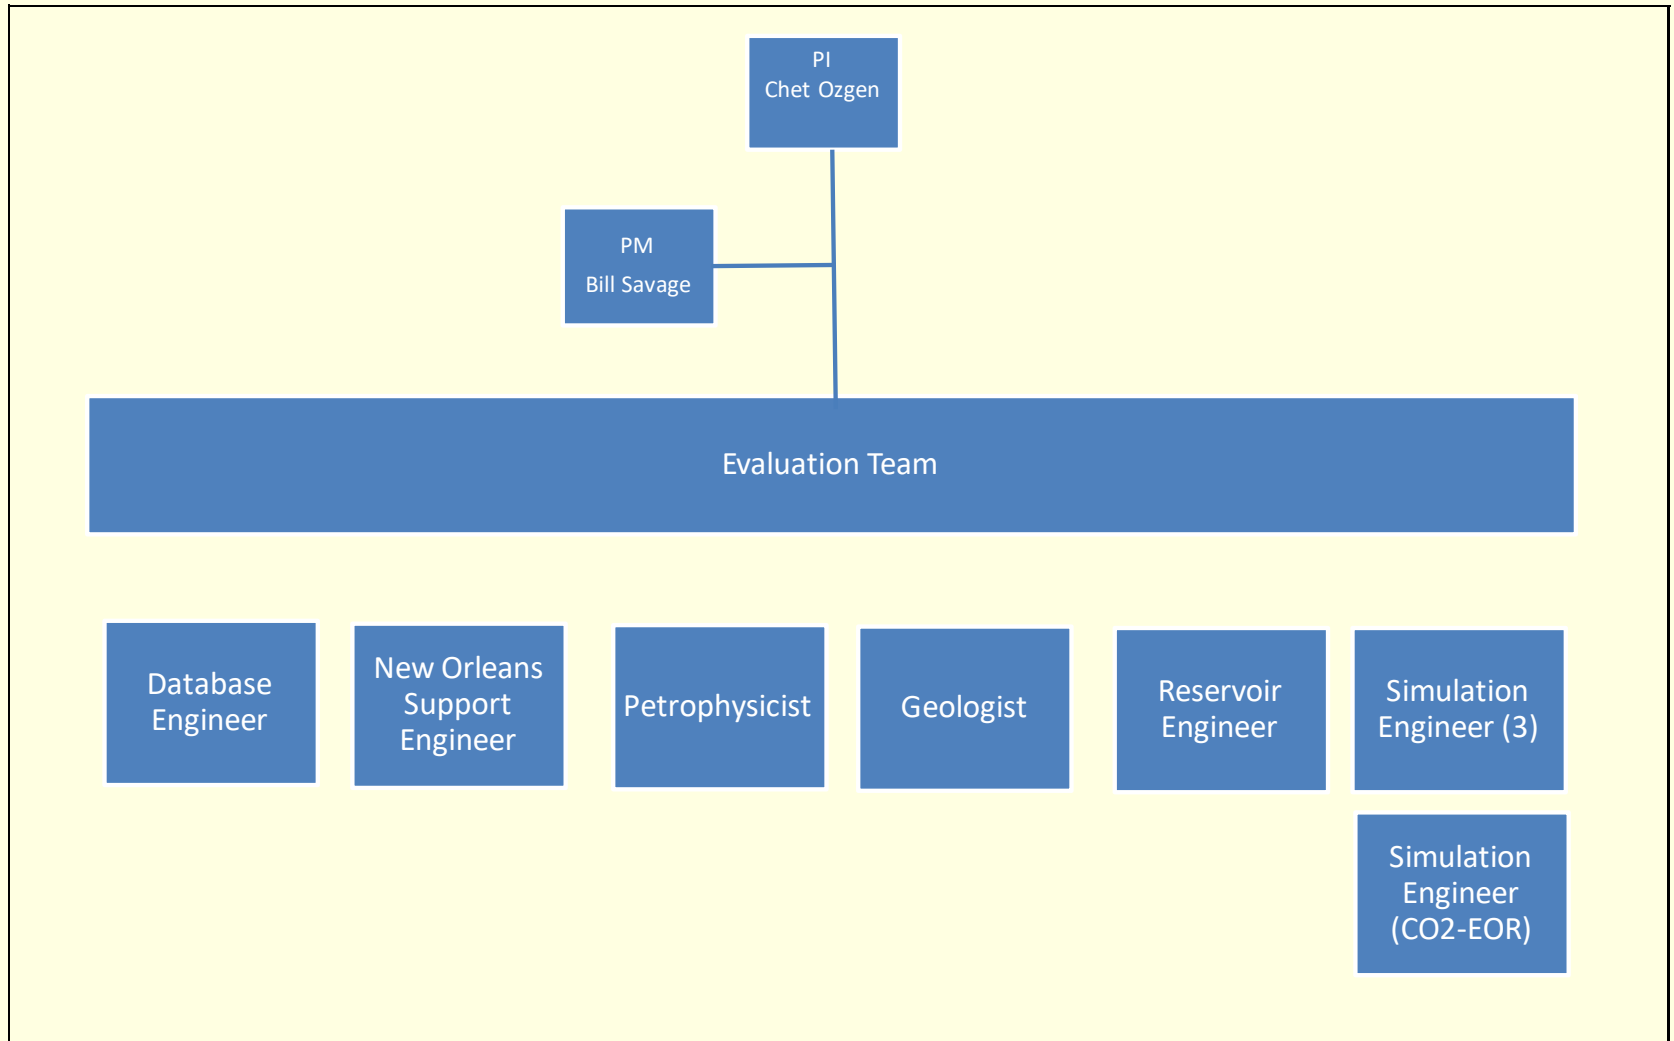 PI
Chet Ozgen
PM
Bill Savage
Evaluation Team
Database
Engineer
New Orleans
Support
Engineer
Petrophysicist
Geologist
Reservoir
Engineer
Simulation
Engineer (3)
Simulation
Engineer
(CO2-EOR)